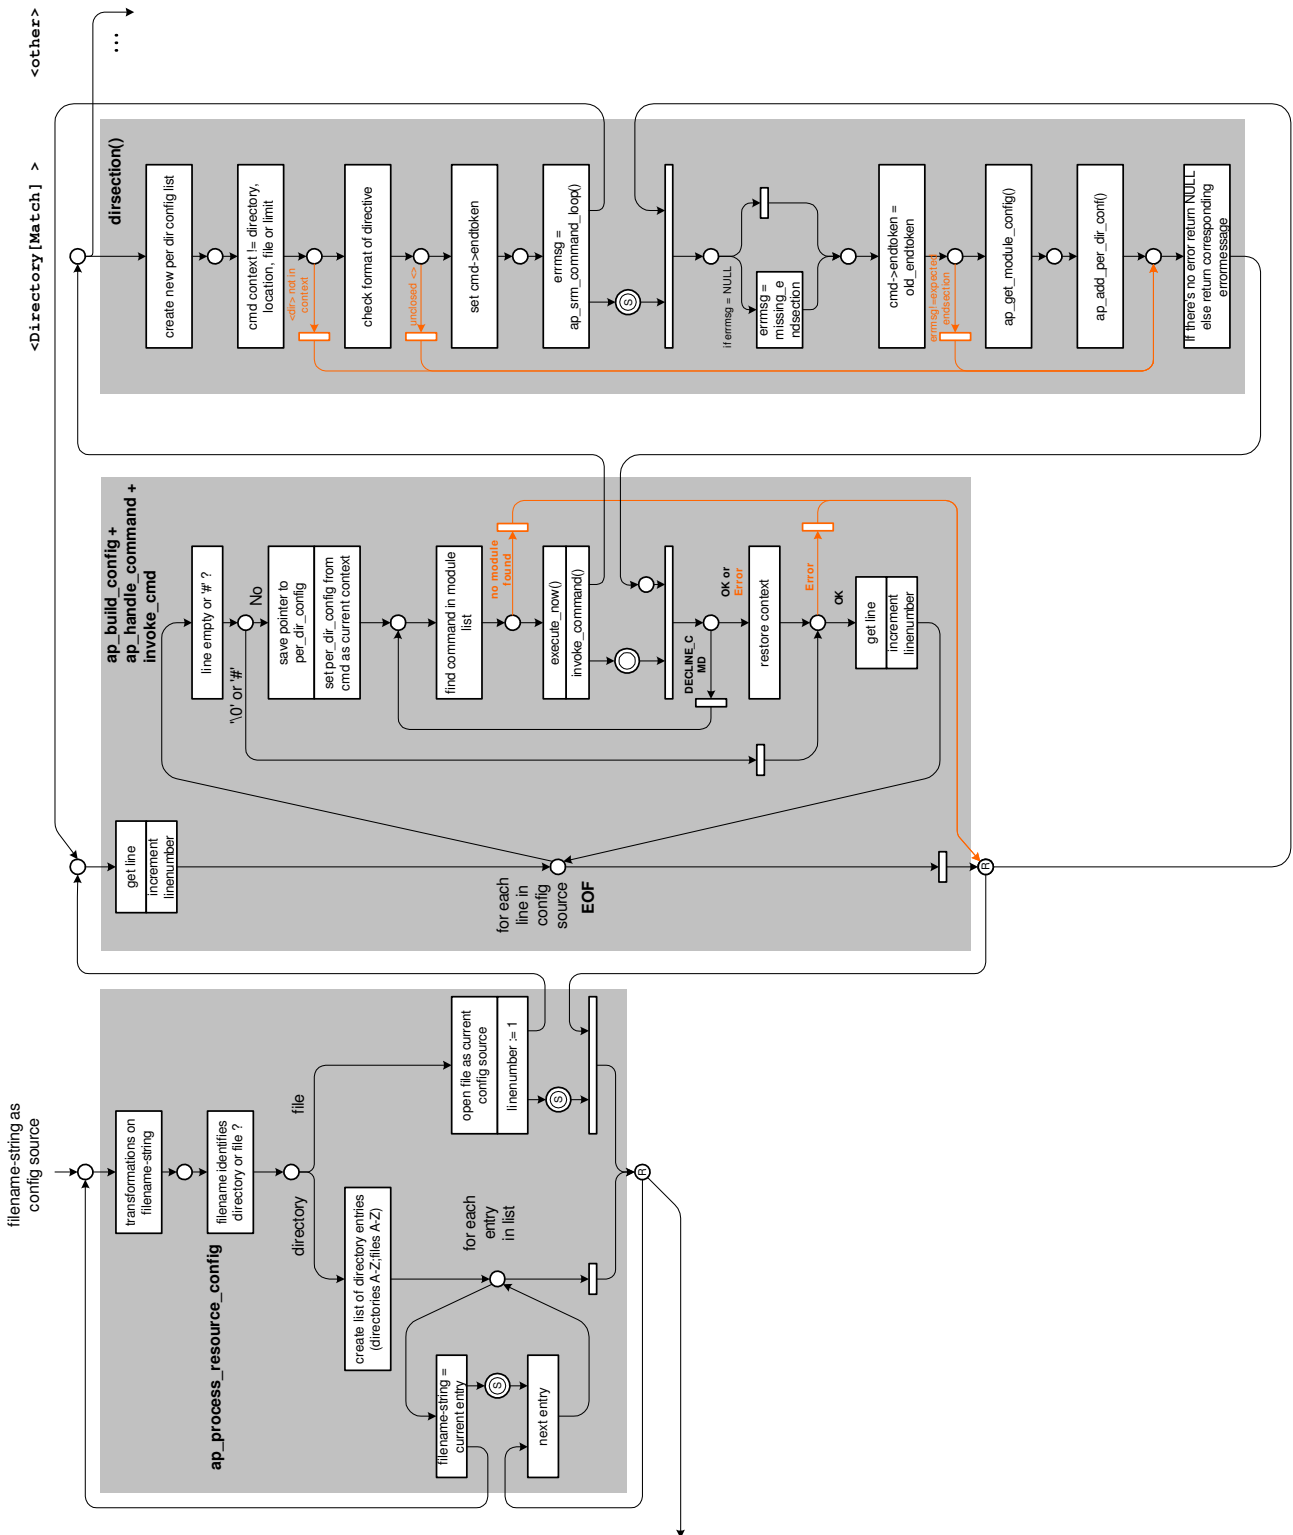 filename-string as
config source
ap_process_resource_config
transformations on
filename-string
filename identifies
directory or file ?
directory
file
create list of directory entries
(directories A-Z;files A-Z)
for each
entry
in list
filename-string =
current entry
S
next entry
open file as current
config source
linenumber := 1
S
R
ap_build_config +
ap_handle_command +
invoke_cmd
get line
increment
linenumber
for each
line in
config
source
EOF
line empty or '#' ?
'\0' or '#'
No
save pointer to
per_dir_config
set per_dir_config from
cmd as current context
find command in module
list
no module
found
execute_now()
invoke_command()
DECLINE_C
MD
OK or
Error
restore context
Error
OK
get line
increment
linenumber
R
<Directory[Match] >
<other>
...
dirsection()
create new per dir config list
cmd context != directory,
location, file or limit
<dir> not in
context
check format of directive
unclosed <>
set cmd->endtoken
errmsg =
ap_srm_command_loop()
S
if errmsg = NULL
errmsg =
missing_e
ndsection
cmd->endtoken =
old_endtoken
errmsg!=expected
endsection
ap_get_module_config()
ap_add_per_dir_conf()
If there's no error return NULL
else return corresponding
errormessage